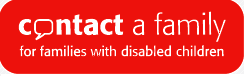 contact a family
for families with disabled children